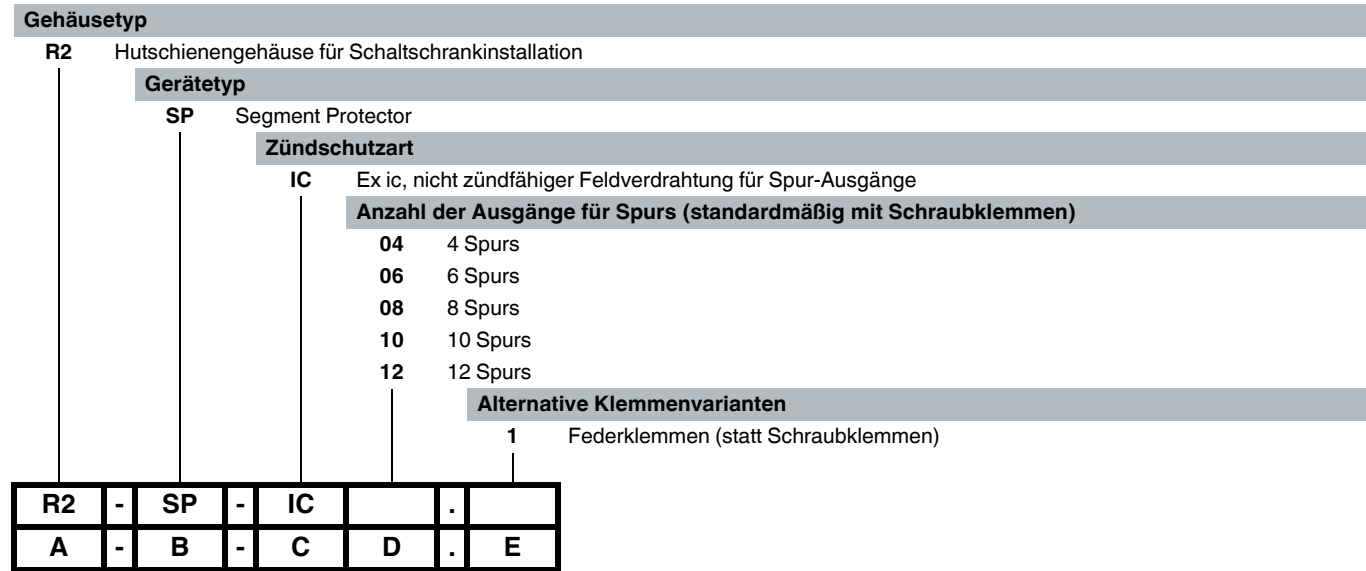 Gehäusetyp
R2 Hutschienengehäuse für Schaltschrankinstallation
Gerätetyp
SP Segment Protector
Zündschutzart
IC Ex ic, nicht zündfähiger Feldverdrahtung für Spur-Ausgänge
Anzahl der Ausgänge für Spurs (standardmäßig mit Schraubklemmen)
04 4 Spurs
06 6 Spurs
08 8 Spurs
10 10 Spurs
12 12 Spurs
Alternative Klemmenvarianten
1 Federklemmen (statt Schraubklemmen)
R2 - SP - IC .
A - B - C D . E